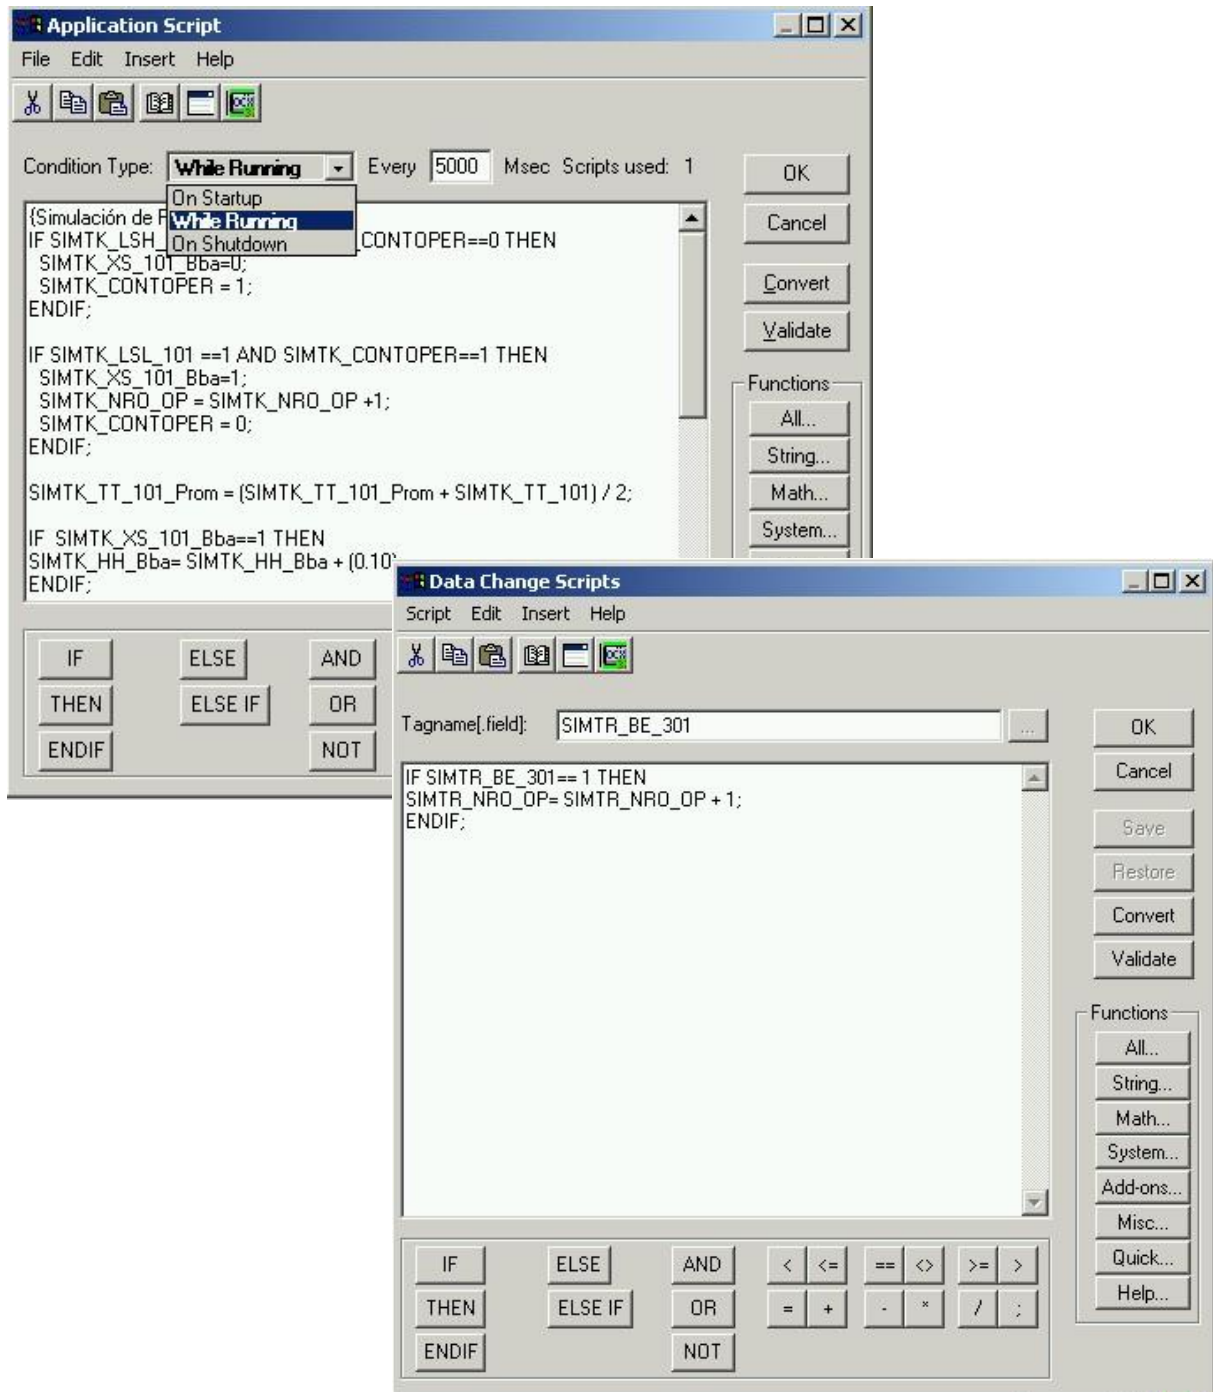 Application Script
File Edit Insert Help
Condition Type: While Running Every 5000 Msec Scripts used: 1
On Startup
While Running
On Shutdown
{Simulación de
IF SIMTK_LSH_ CONTOPER==0 THEN
SIMTK_XS_101_Bba=0;
SIMTK_CONTOPER = 1;
ENDIF;
IF SIMTK_LSL_101 ==1 AND SIMTK_CONTOPER==1 THEN
SIMTK_XS_101_Bba=1;
SIMTK_NRO_OP = SIMTK_NRO_OP +1;
SIMTK_CONTOPER = 0;
ENDIF;
SIMTK_TT_101_Prom = (SIMTK_TT_101_Prom + SIMTK_TT_101) / 2;
IF SIMTK_XS_101_Bba==1 THEN
SIMTK_HH_Bba= SIMTK_HH_Bba + (0.10)
ENDIF;
OK
Cancel
Convert
Validate
Functions
All...
String...
Math...
System...
IF ELSE AND
THEN ELSE IF OR
ENDIF NOT
Data Change Scripts
Script Edit Insert Help
Tagname[.field]: SIMTR_BE_301 ...
IF SIMTR_BE_301== 1 THEN
SIMTR_NRO_OP= SIMTR_NRO_OP + 1;
ENDIF;
OK
Cancel
Save
Restore
Convert
Validate
Functions
All...
String...
Math...
System...
Add-ons...
Misc...
Quick...
Help...
IF ELSE AND < <= == <> >= >
THEN ELSE IF OR = + - * / ;
ENDIF NOT